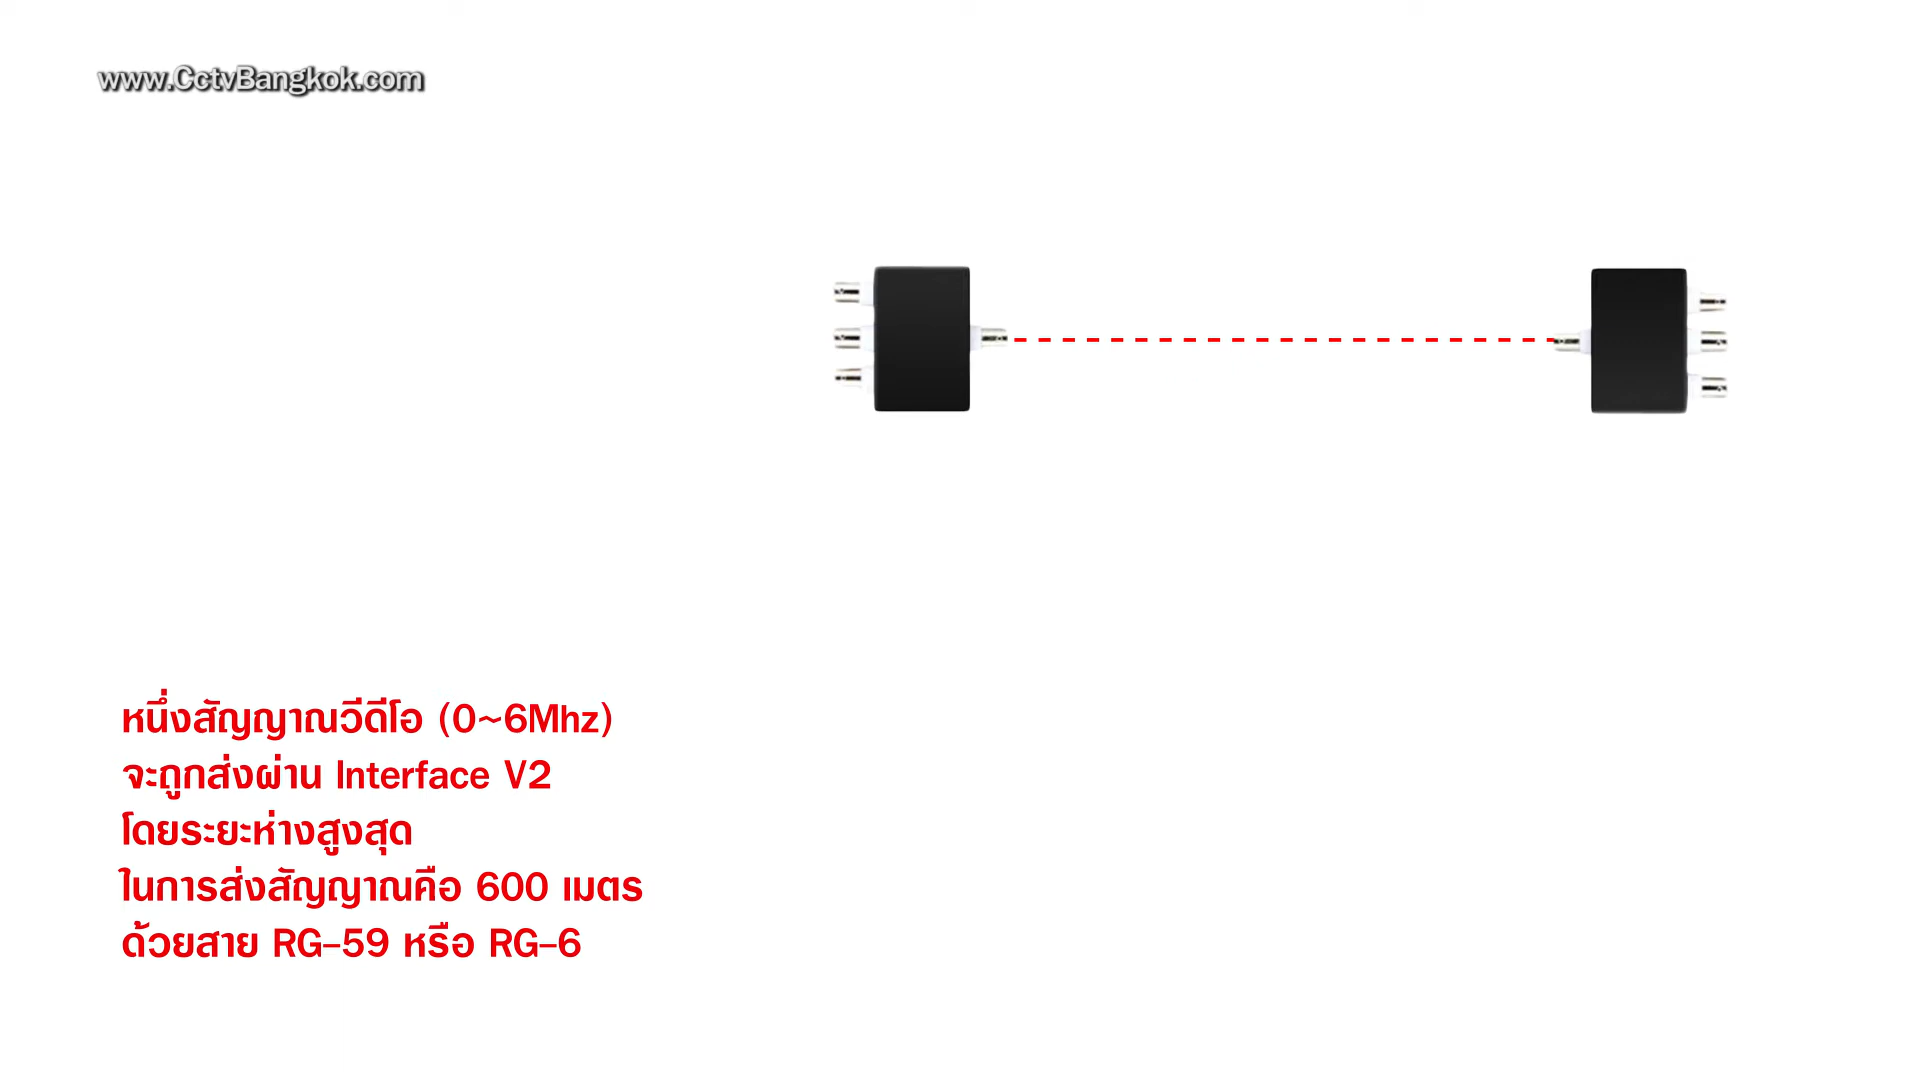 www.CctvBangkok.com
หนึ่งสัญญาณวีดีโอ (0~6Mhz)
จะถูกส่งผ่าน Interface V2
โดยระยะห่างสูงสุด
ในการส่งสัญญาณคือ 600 เมตร
ด้วยสาย RG-59 หรือ RG-6